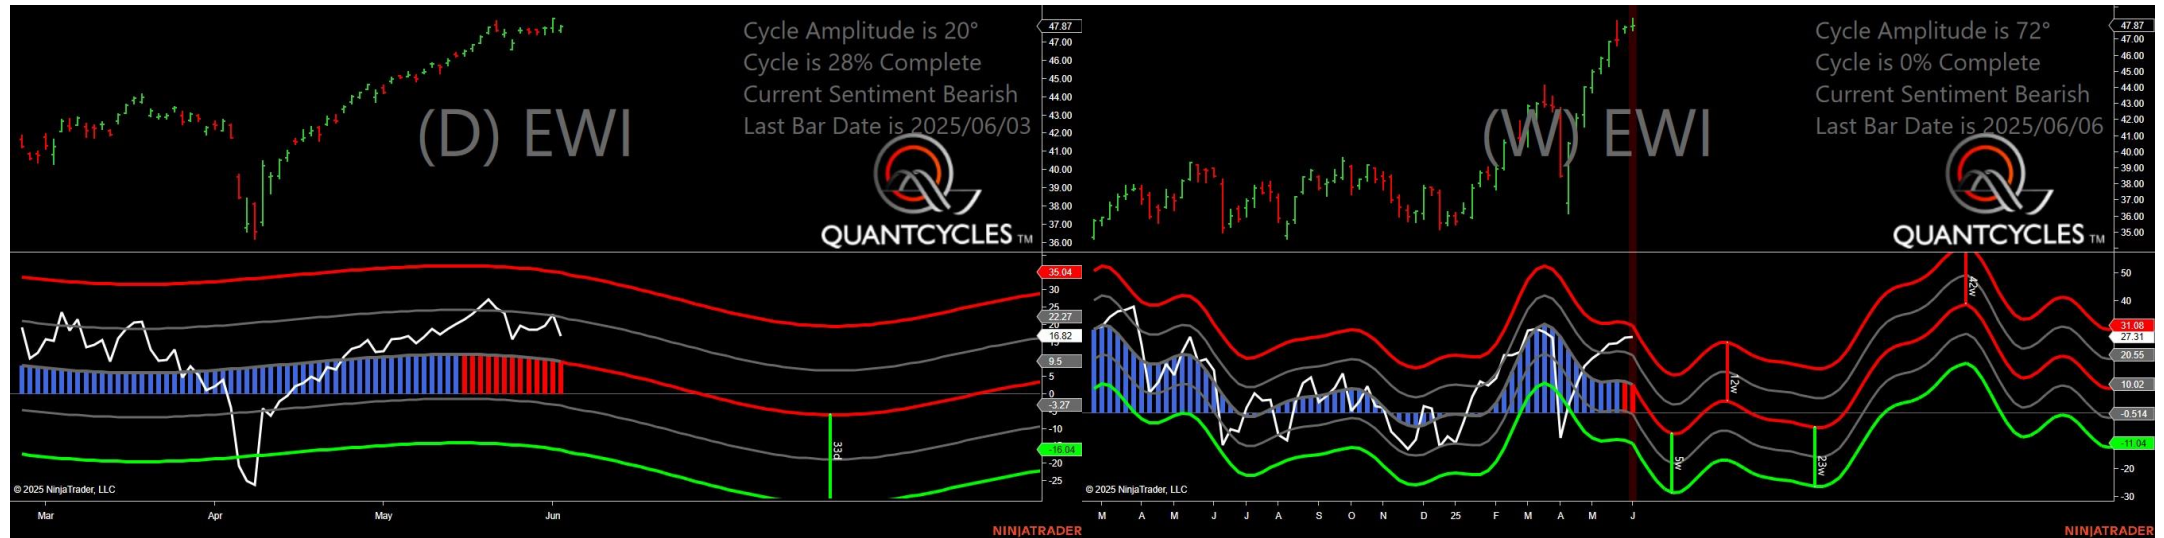 Cycle Amplitude is 20°
Cycle is 28% Complete
Current Sentiment Bearish
Last Bar Date is 2025/06/03
(D) EWI
QUANTCYCLES TM
47.87
47.00
46.00
45.00
44.00
43.00
42.00
41.00
40.00
39.00
38.00
37.00
36.00
35.04
30
25
22.27
20
16.82
15
9.5
5
0
-3.27
-10
-16.04
-20
-25
33d
© 2025 NinjaTrader, LLC
Mar
Apr
May
Jun
NINJATRADER
Cycle Amplitude is 72°
Cycle is 0% Complete
Current Sentiment Bearish
Last Bar Date is 2025/06/06
(W) EWI
QUANTCYCLES TM
47.87
47.00
45.00
44.00
43.00
42.00
41.00
40.00
39.00
38.00
37.00
36.00
35.00
50
40
31.08
27.31
20.55
10.02
-0.514
-11.04
-20
-30
42w
12w
5w
23w
© 2025 NinjaTrader, LLC
M A M J J A S O N D 25 F M A M J
NINJATRADER